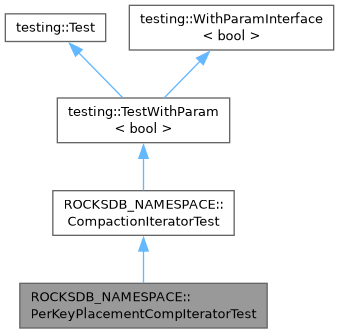 testing::Test
testing::WithParamInterface
< bool >
testing::TestWithParam
< bool >
ROCKSDB_NAMESPACE::
CompactionIteratorTest
ROCKSDB_NAMESPACE::
PerKeyPlacementCompIteratorTest